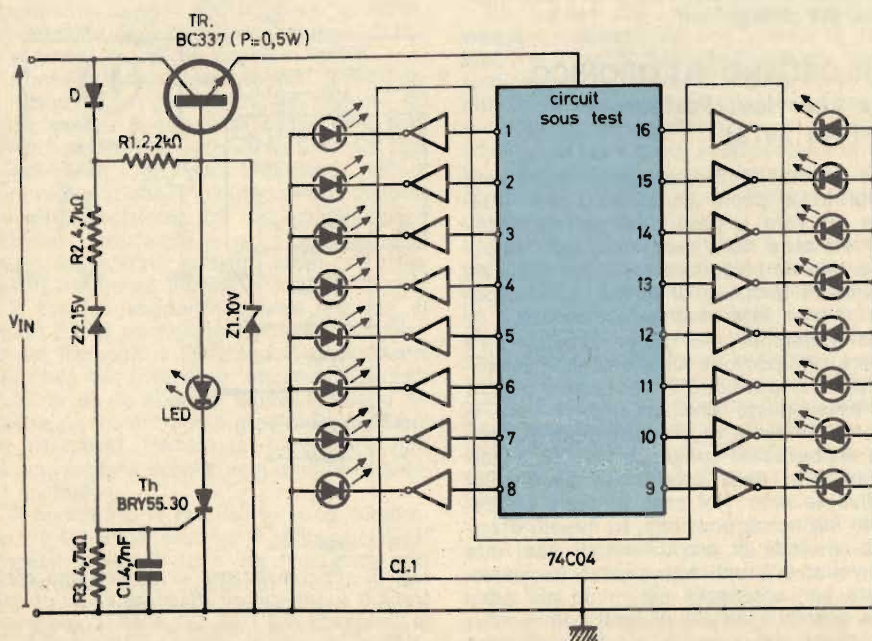 TR.
BC337 ( P=0,5W)
D
R1.2,2kΩ
R2.4,7kΩ
Z2-15V
Z1-10V
VIN
LED
Th
BRY55.30
R3.4,7kΩ
C1.4,7nF
circuit
sous test
1
2
3
4
5
6
7
8
16
15
14
13
12
11
10
9
CI.1
74C04